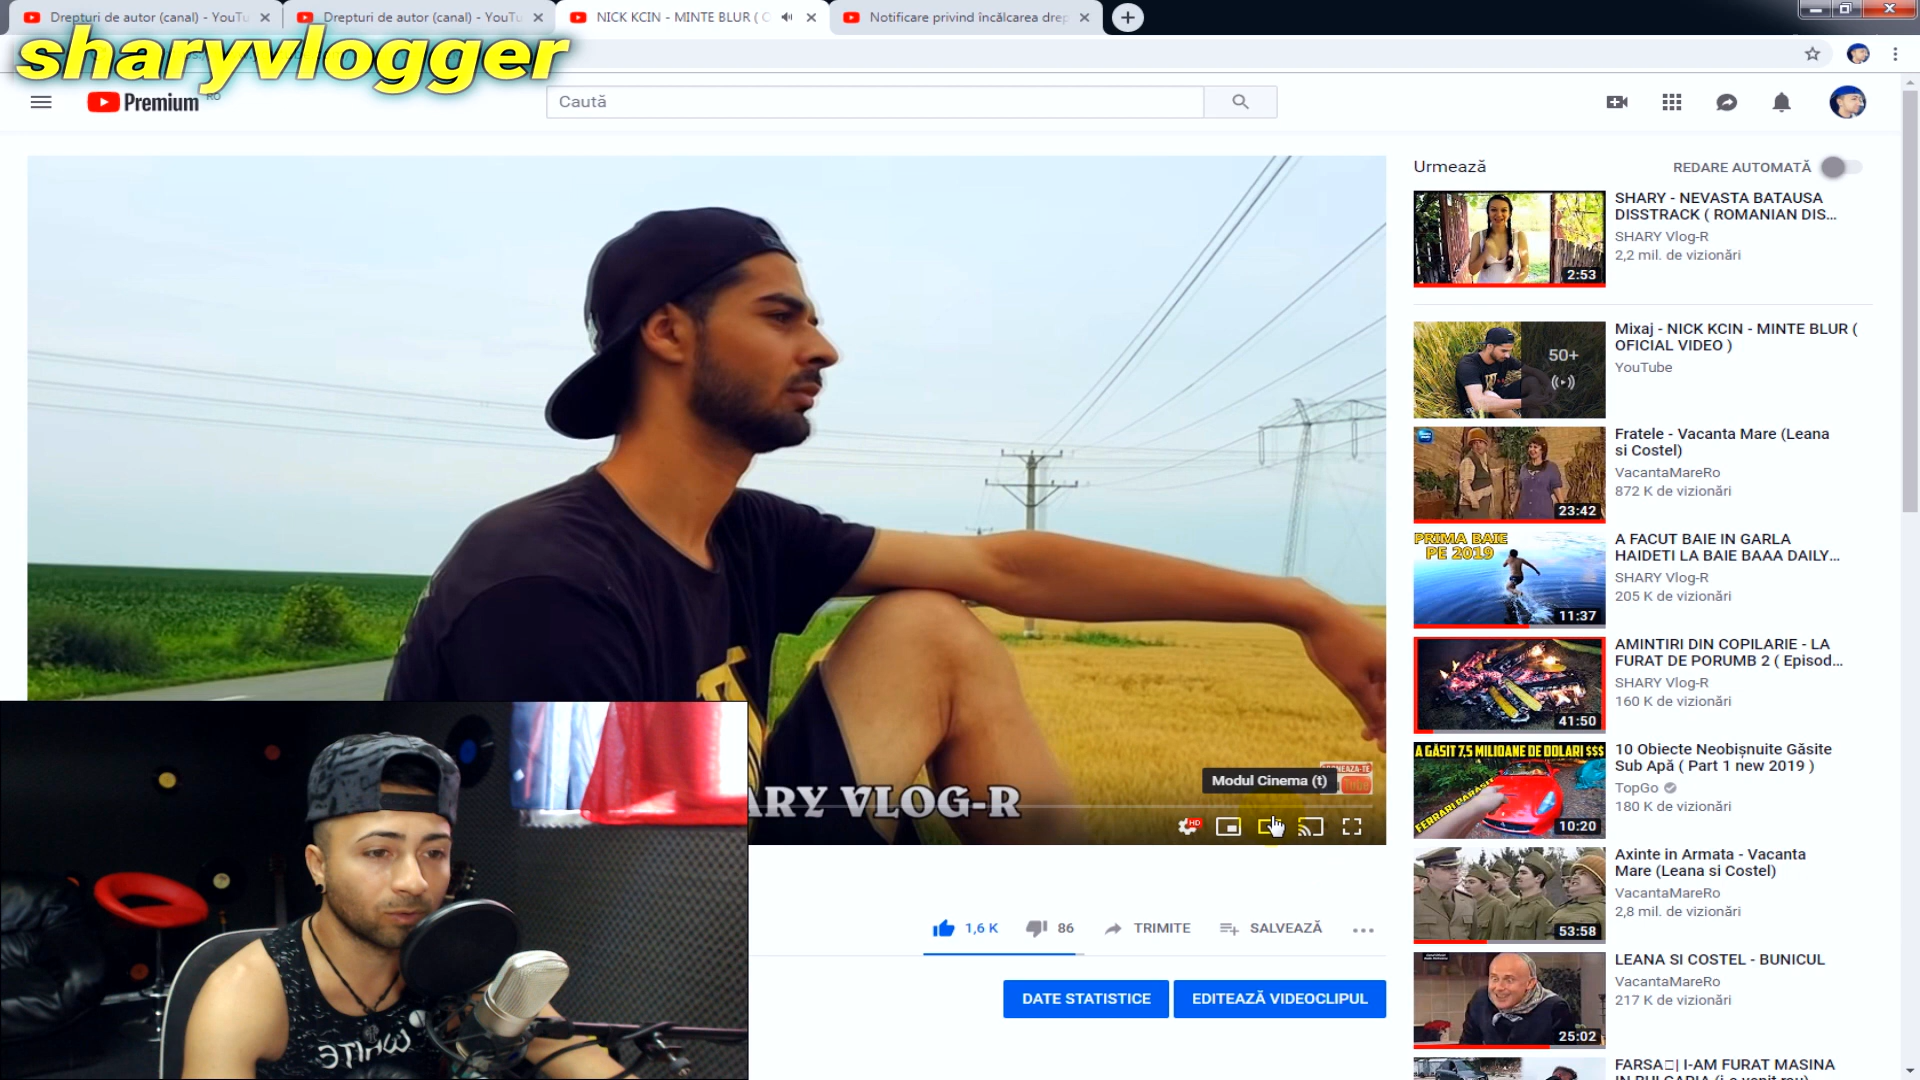 Drepturi de autor (canal) - YouTu
Drepturi de autor (canal) - YouTu
NICK KCIN - MINTE BLUR ( O
Notificare privind încălcarea drep
sharyvlogger
Premium RO
Caută
Urmează
REDARE AUTOMATĂ
SHARY - NEVASTA BATAUSA
DISSTRACK ( ROMANIAN DIS...
SHARY Vlog-R
2,2 mil. de vizionări
2:53
Mixaj - NICK KCIN - MINTE BLUR (
OFICIAL VIDEO )
YouTube
50+
Fratele - Vacanta Mare (Leana
si Costel)
VacantaMareRo
872 K de vizionări
23:42
PRIMA BAIE
PE 2019
A FACUT BAIE IN GARLA
HAIDETI LA BAIE BAAA DAILY...
SHARY Vlog-R
205 K de vizionări
11:37
AMINTIRI DIN COPILARIE - LA
FURAT DE PORUMB 2 ( Episod...
SHARY Vlog-R
160 K de vizionări
41:50
A GĂSIT 7,5 MILIOANE DE DOLARI $$$
FERRARI PARASIT
10 Obiecte Neobișnuite Găsite
Sub Apă ( Part 1 new 2019 )
TopGo
180 K de vizionări
10:20
Axinte in Armata - Vacanta
Mare (Leana si Costel)
VacantaMareRo
2,8 mil. de vizionări
53:58
LEANA SI COSTEL - BUNICUL
VacantaMareRo
217 K de vizionări
25:02
FARSA□| I-AM FURAT MASINA
IN BULGARIA (i-a venit rau)
Modul Cinema (t)
ARY VLOG-R
HD
1,6 K
86
TRIMITE
SALVEAZĂ
DATE STATISTICE
EDITEAZĂ VIDEOCLIPUL
WHITE